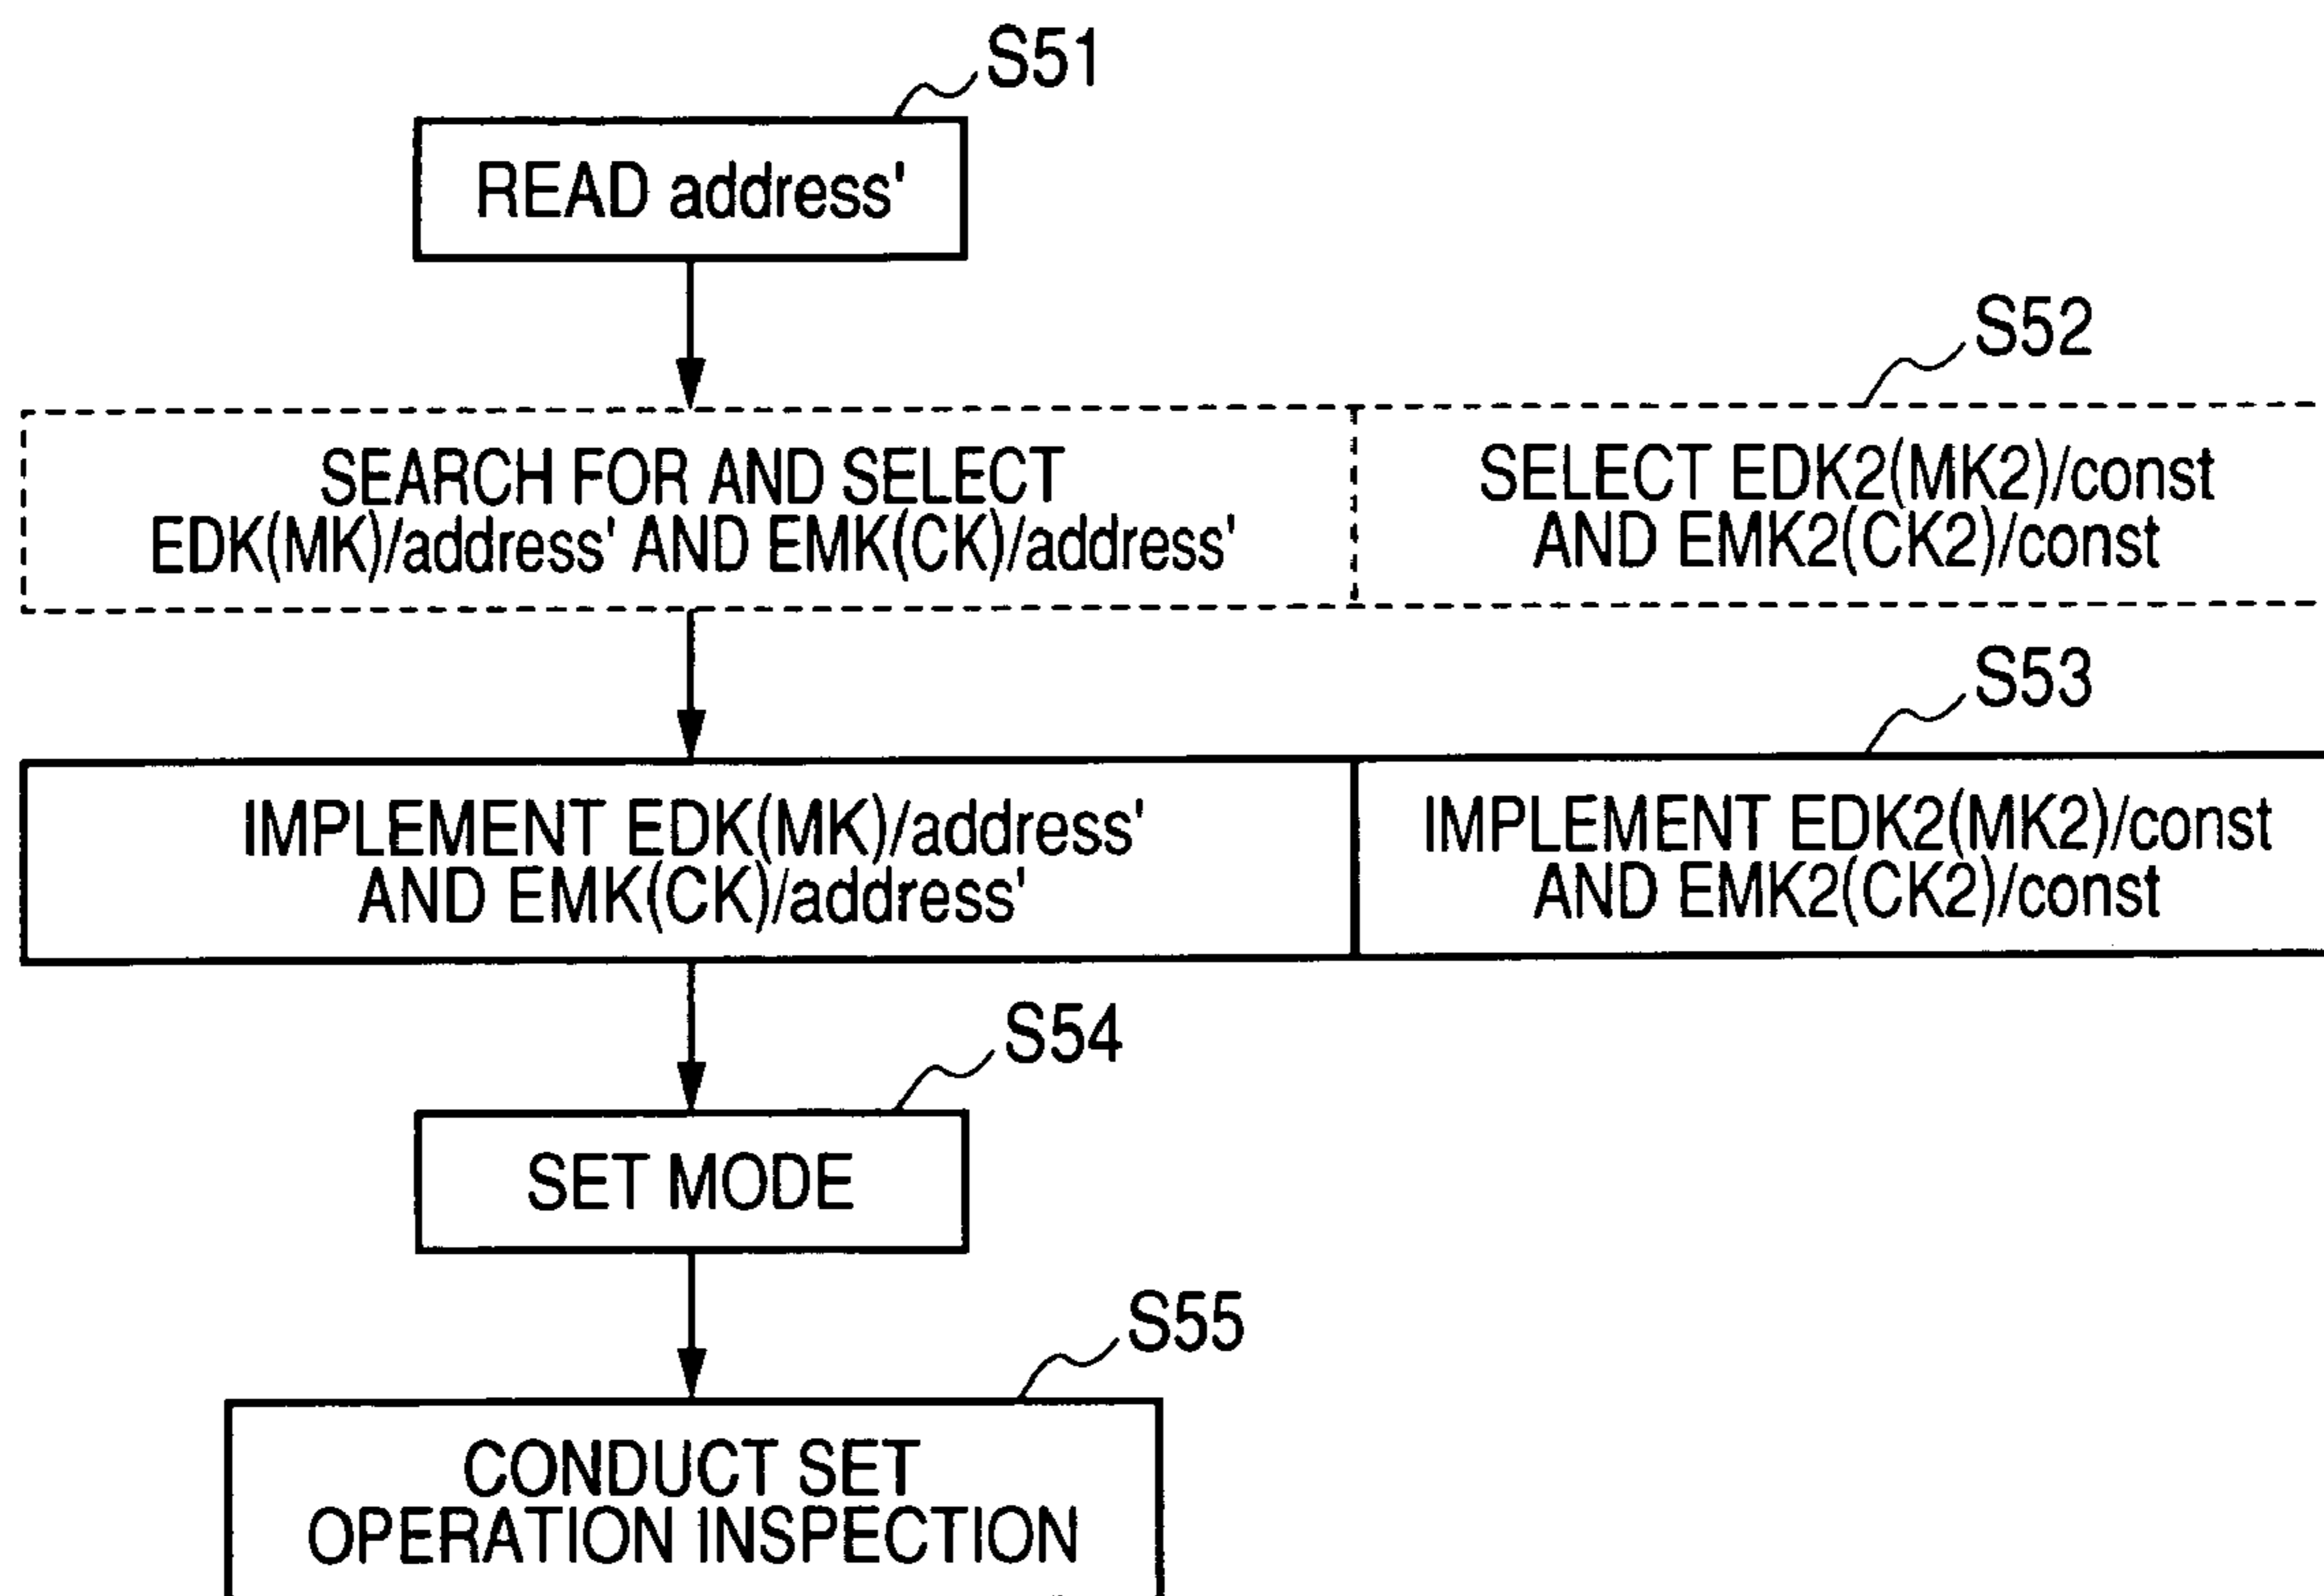 S51
READ address'
S52
SEARCH FOR AND SELECT
EDK(MK)/address' AND EMK(CK)/address'
SELECT EDK2(MK2)/const
AND EMK2(CK2)/const
S53
IMPLEMENT EDK(MK)/address'
AND EMK(CK)/address'
IMPLEMENT EDK2(MK2)/const
AND EMK2(CK2)/const
S54
SET MODE
S55
CONDUCT SET
OPERATION INSPECTION